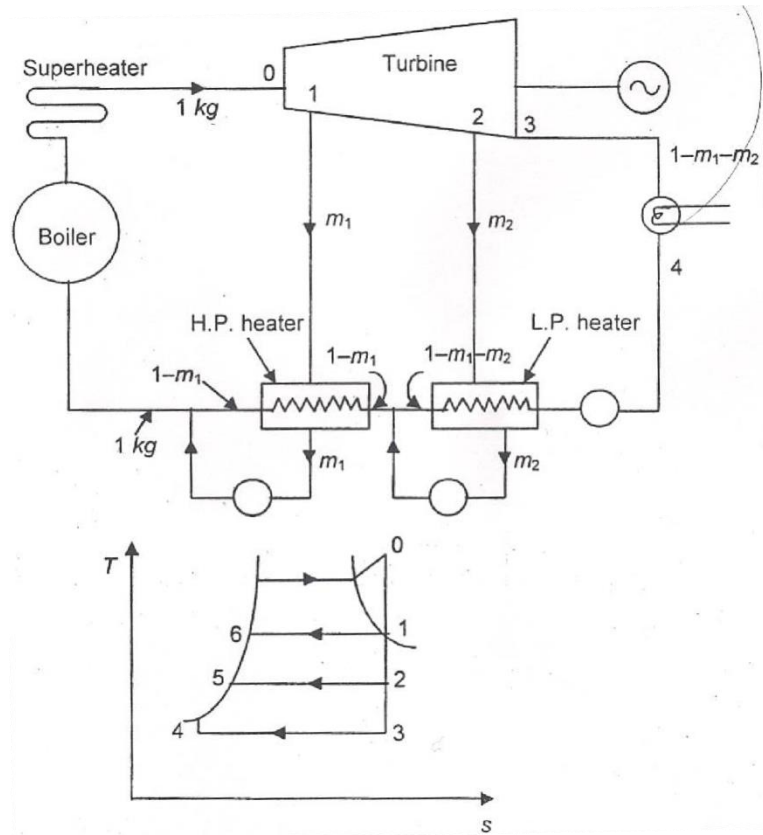 Superheater
0
1 kg
1
Turbine
2
3
1–m₁–m₂
Boiler
m₁
m₂
4
H.P. heater
L.P. heater
1–m₁
1–m₁–m₂
1–m₁
1 kg
m₁
m₂
T
0
6
1
5
2
4
3
s